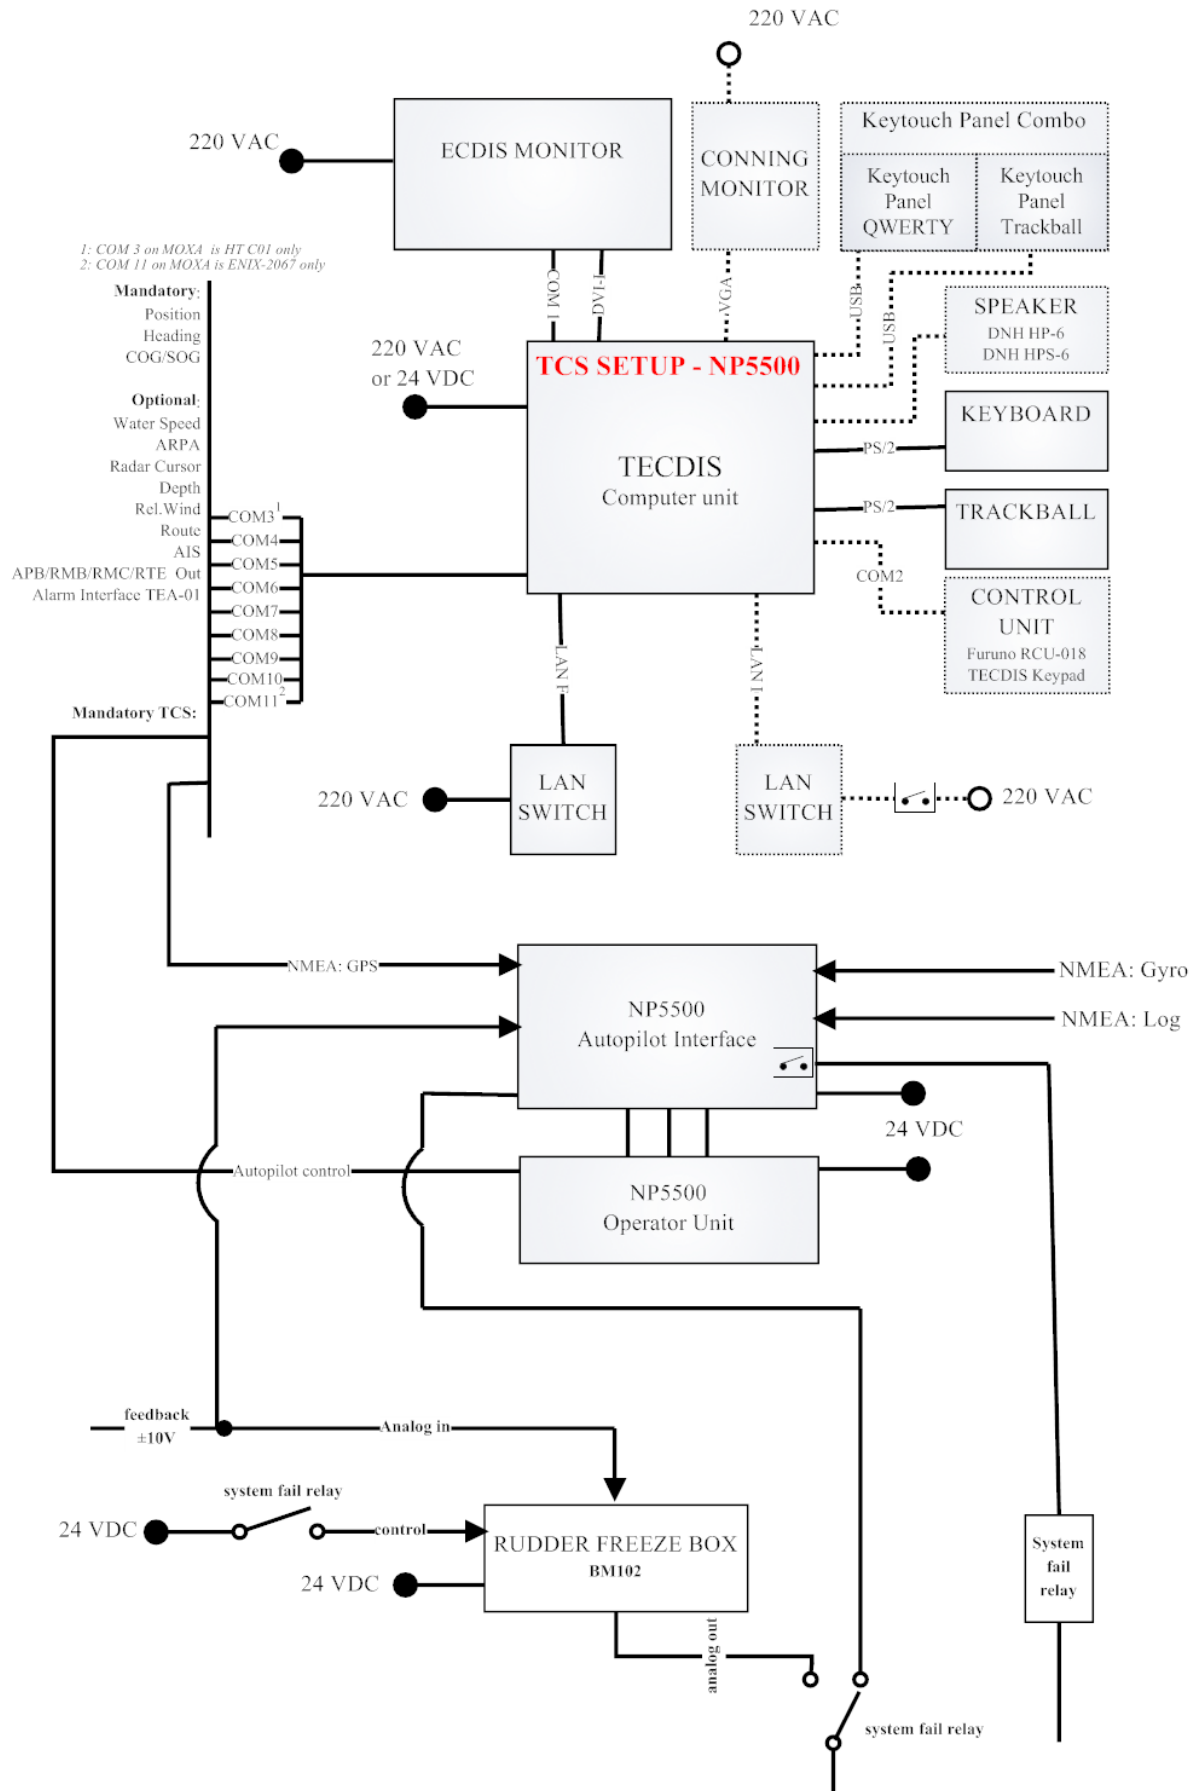 220 VAC
220 VAC
ECDIS MONITOR
CONNING
MONITOR
Keytouch Panel Combo
Keytouch
Panel
QWERTY
Keytouch
Panel
Trackball
1: COM 3 on MOXA is HT C01 only
2: COM 11 on MOXA is ENIX-2067 only
Mandatory:
Position
Heading
COG/SOG
Optional:
Water Speed
ARPA
Radar Cursor
Depth
Rel.Wind
Route
AIS
APB/RMB/RMC/RTE Out
Alarm Interface TEA-01
Mandatory TCS:
COM 1
DVI-I
VGA
USB
USB
SPEAKER
DNH HP-6
DNH HPS-6
220 VAC
or 24 VDC
TCS SETUP - NP5500
TECDIS
Computer unit
PS/2
KEYBOARD
PS/2
TRACKBALL
COM2
CONTROL
UNIT
Furuno RCU-018
TECDIS Keypad
COM3 1
COM4
COM5
COM6
COM7
COM8
COM9
COM10
COM11 2
220 VAC
LAN
SWITCH
LAN
SWITCH
220 VAC
NMEA: GPS
NP5500
Autopilot Interface
NMEA: Gyro
NMEA: Log
24 VDC
Autopilot control
NP5500
Operator Unit
feedback
±10V
Analog in
system fail relay
24 VDC
control
RUDDER FREEZE BOX
BM102
24 VDC
analog out
System
fail
relay
system fail relay